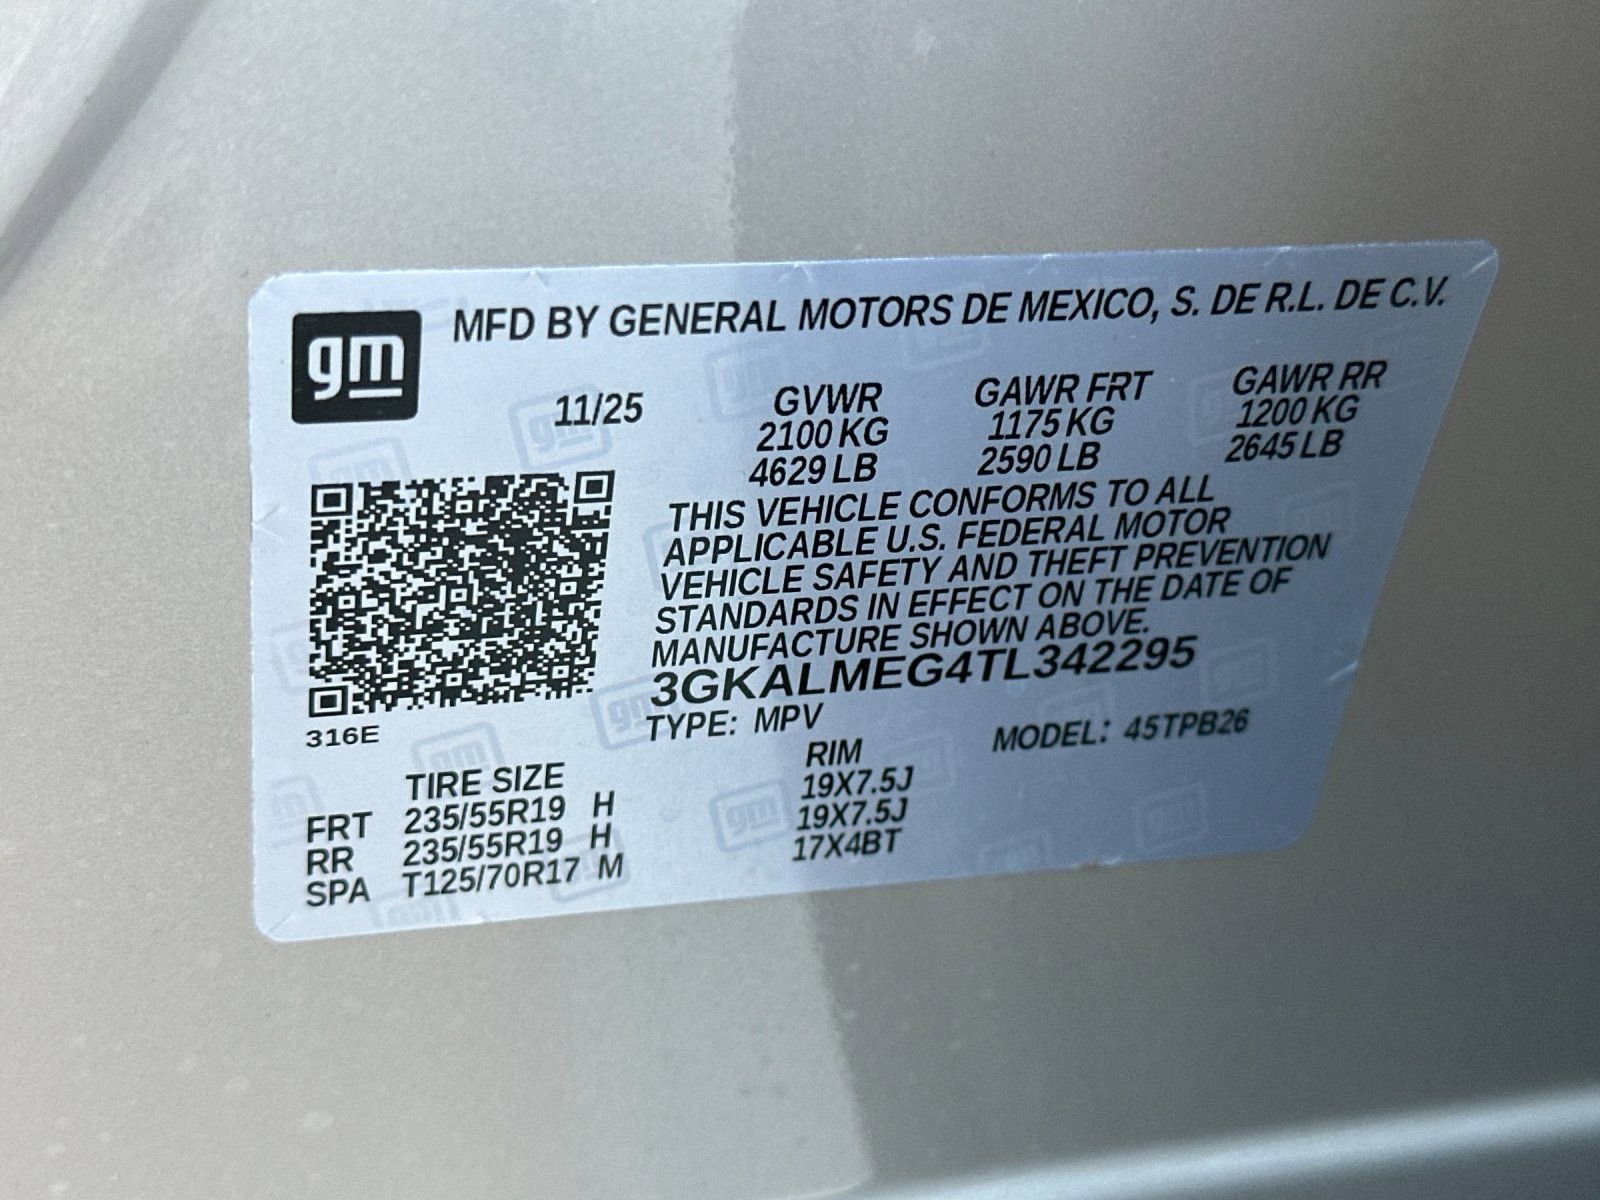 gm
MFD BY GENERAL MOTORS DE MEXICO, S. DE R.L. DE C.V.
11/25 GVWR GAWR FRT GAWR RR
2100 KG 1175 KG 1200 KG
4629 LB 2590 LB 2645 LB
THIS VEHICLE CONFORMS TO ALL
APPLICABLE U.S. FEDERAL MOTOR
VEHICLE SAFETY AND THEFT PREVENTION
STANDARDS IN EFFECT ON THE DATE OF
MANUFACTURE SHOWN ABOVE.
3GKALMEG4TL342295
316E
TYPE: MPV MODEL: 45TPB26
TIRE SIZE RIM
FRT 235/55R19 H 19X7.5J
RR 235/55R19 H 19X7.5J
SPA T125/70R17 M 17X4BT